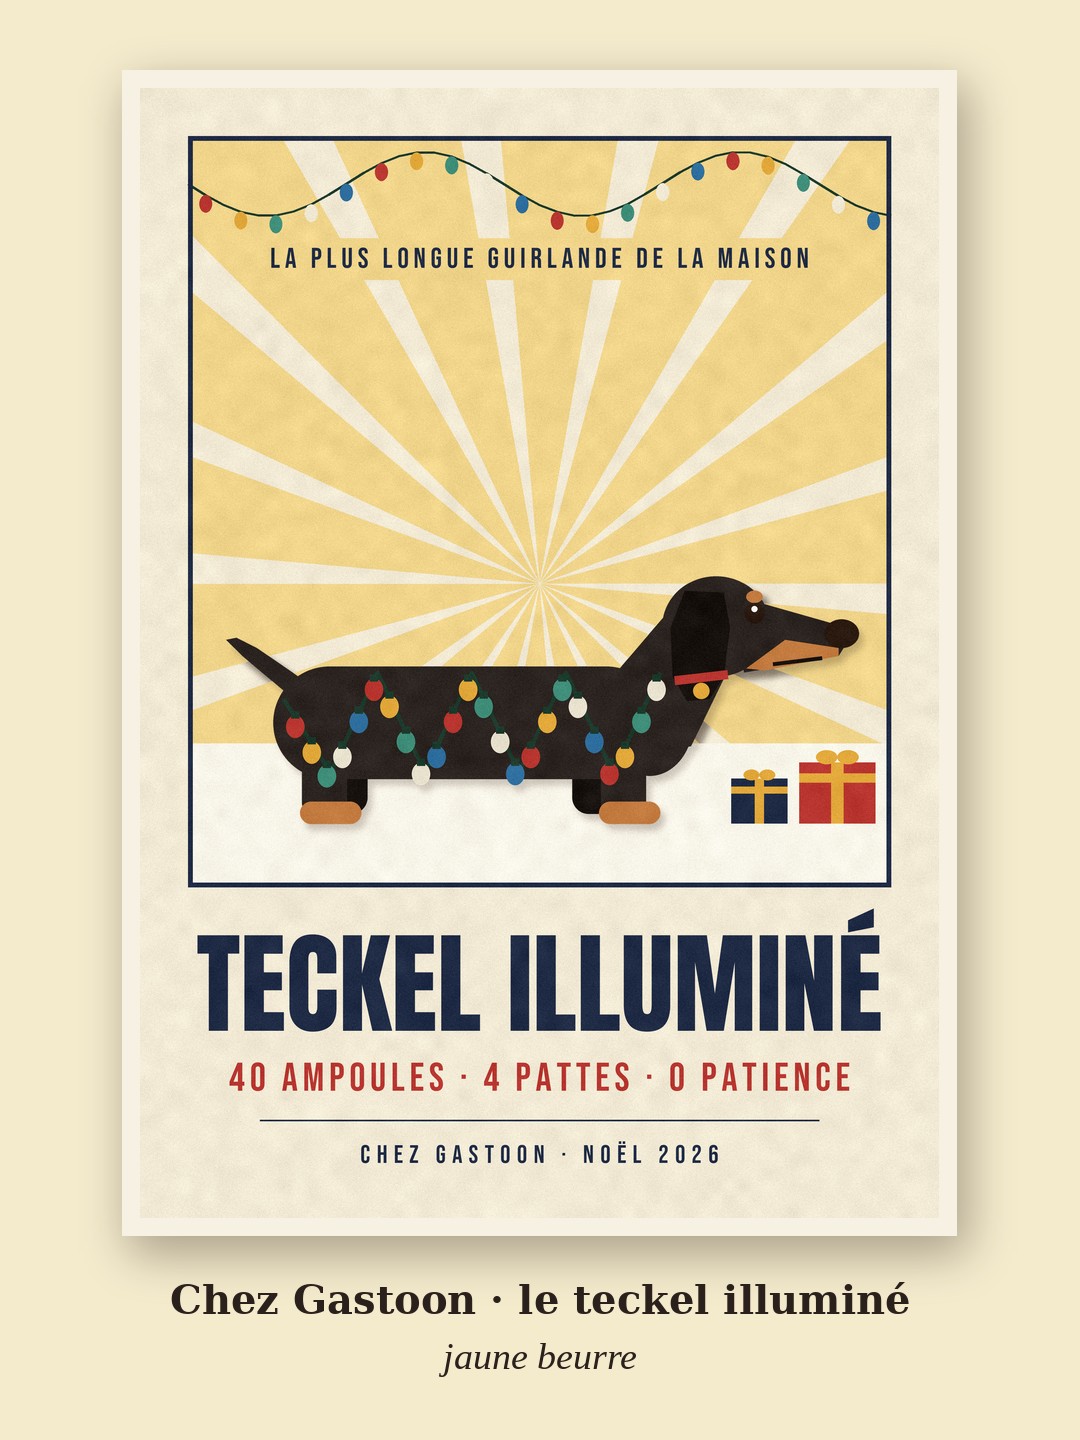 LA PLUS LONGUE GUIRLANDE DE LA MAISON
TECKEL ILLUMINÉ
40 AMPOULES · 4 PATTES · 0 PATIENCE
CHEZ GASTOON · NOËL 2026
Chez Gastoon · le teckel illuminé
jaune beurre